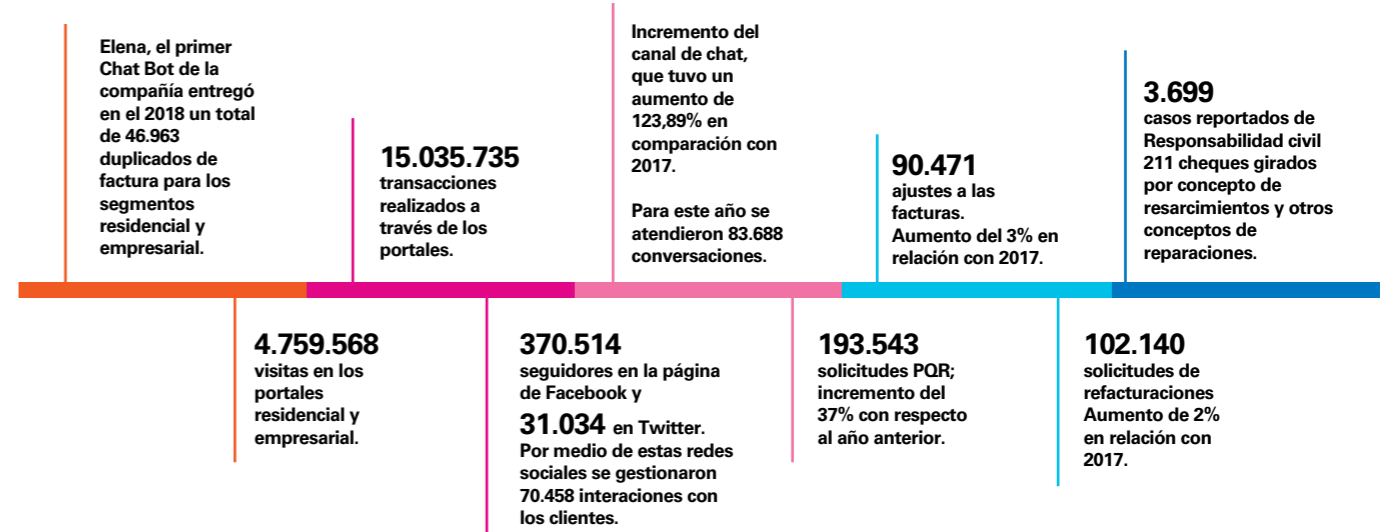 Elena, el primer
Chat Bot de la
compañía entregó
en el 2018 un total
de 46.963
duplicados de
factura para los
segmentos
residencial y
empresarial.
4.759.568
visitas en los
portales
residencial y
empresarial.
15.035.735
transacciones
realizados a
través de los
portales.
370.514
seguidores en la página
de Facebook y
31.034 en Twitter.
Por medio de estas redes
sociales se gestionaron
70.458 interaciones con
los clientes.
Incremento del
canal de chat,
que tuvo un
aumento de
123,89% en
comparación con
2017.
Para este año se
atendieron 83.688
conversaciones.
193.543
solicitudes PQR;
incremento del
37% con respecto
al año anterior.
90.471
ajustes a las
facturas.
Aumento del 3% en
relación con 2017.
102.140
solicitudes de
refacturaciones
Aumento de 2%
en relación con
2017.
3.699
casos reportados de
Responsabilidad civil
211 cheques girados
por concepto de
resarcimientos y otros
conceptos de
reparaciones.